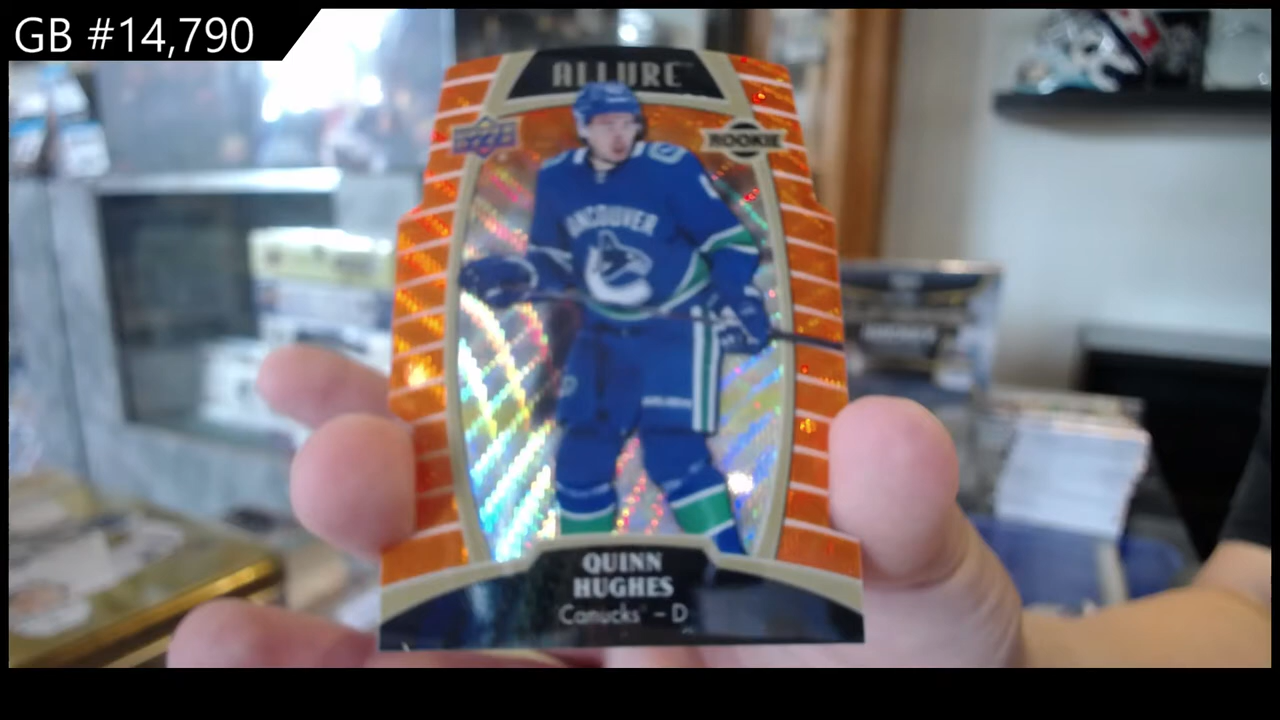 GB #14,790
ALLURE
ROOKIE
VANCOUVER
QUINN
HUGHES
Canucks - D